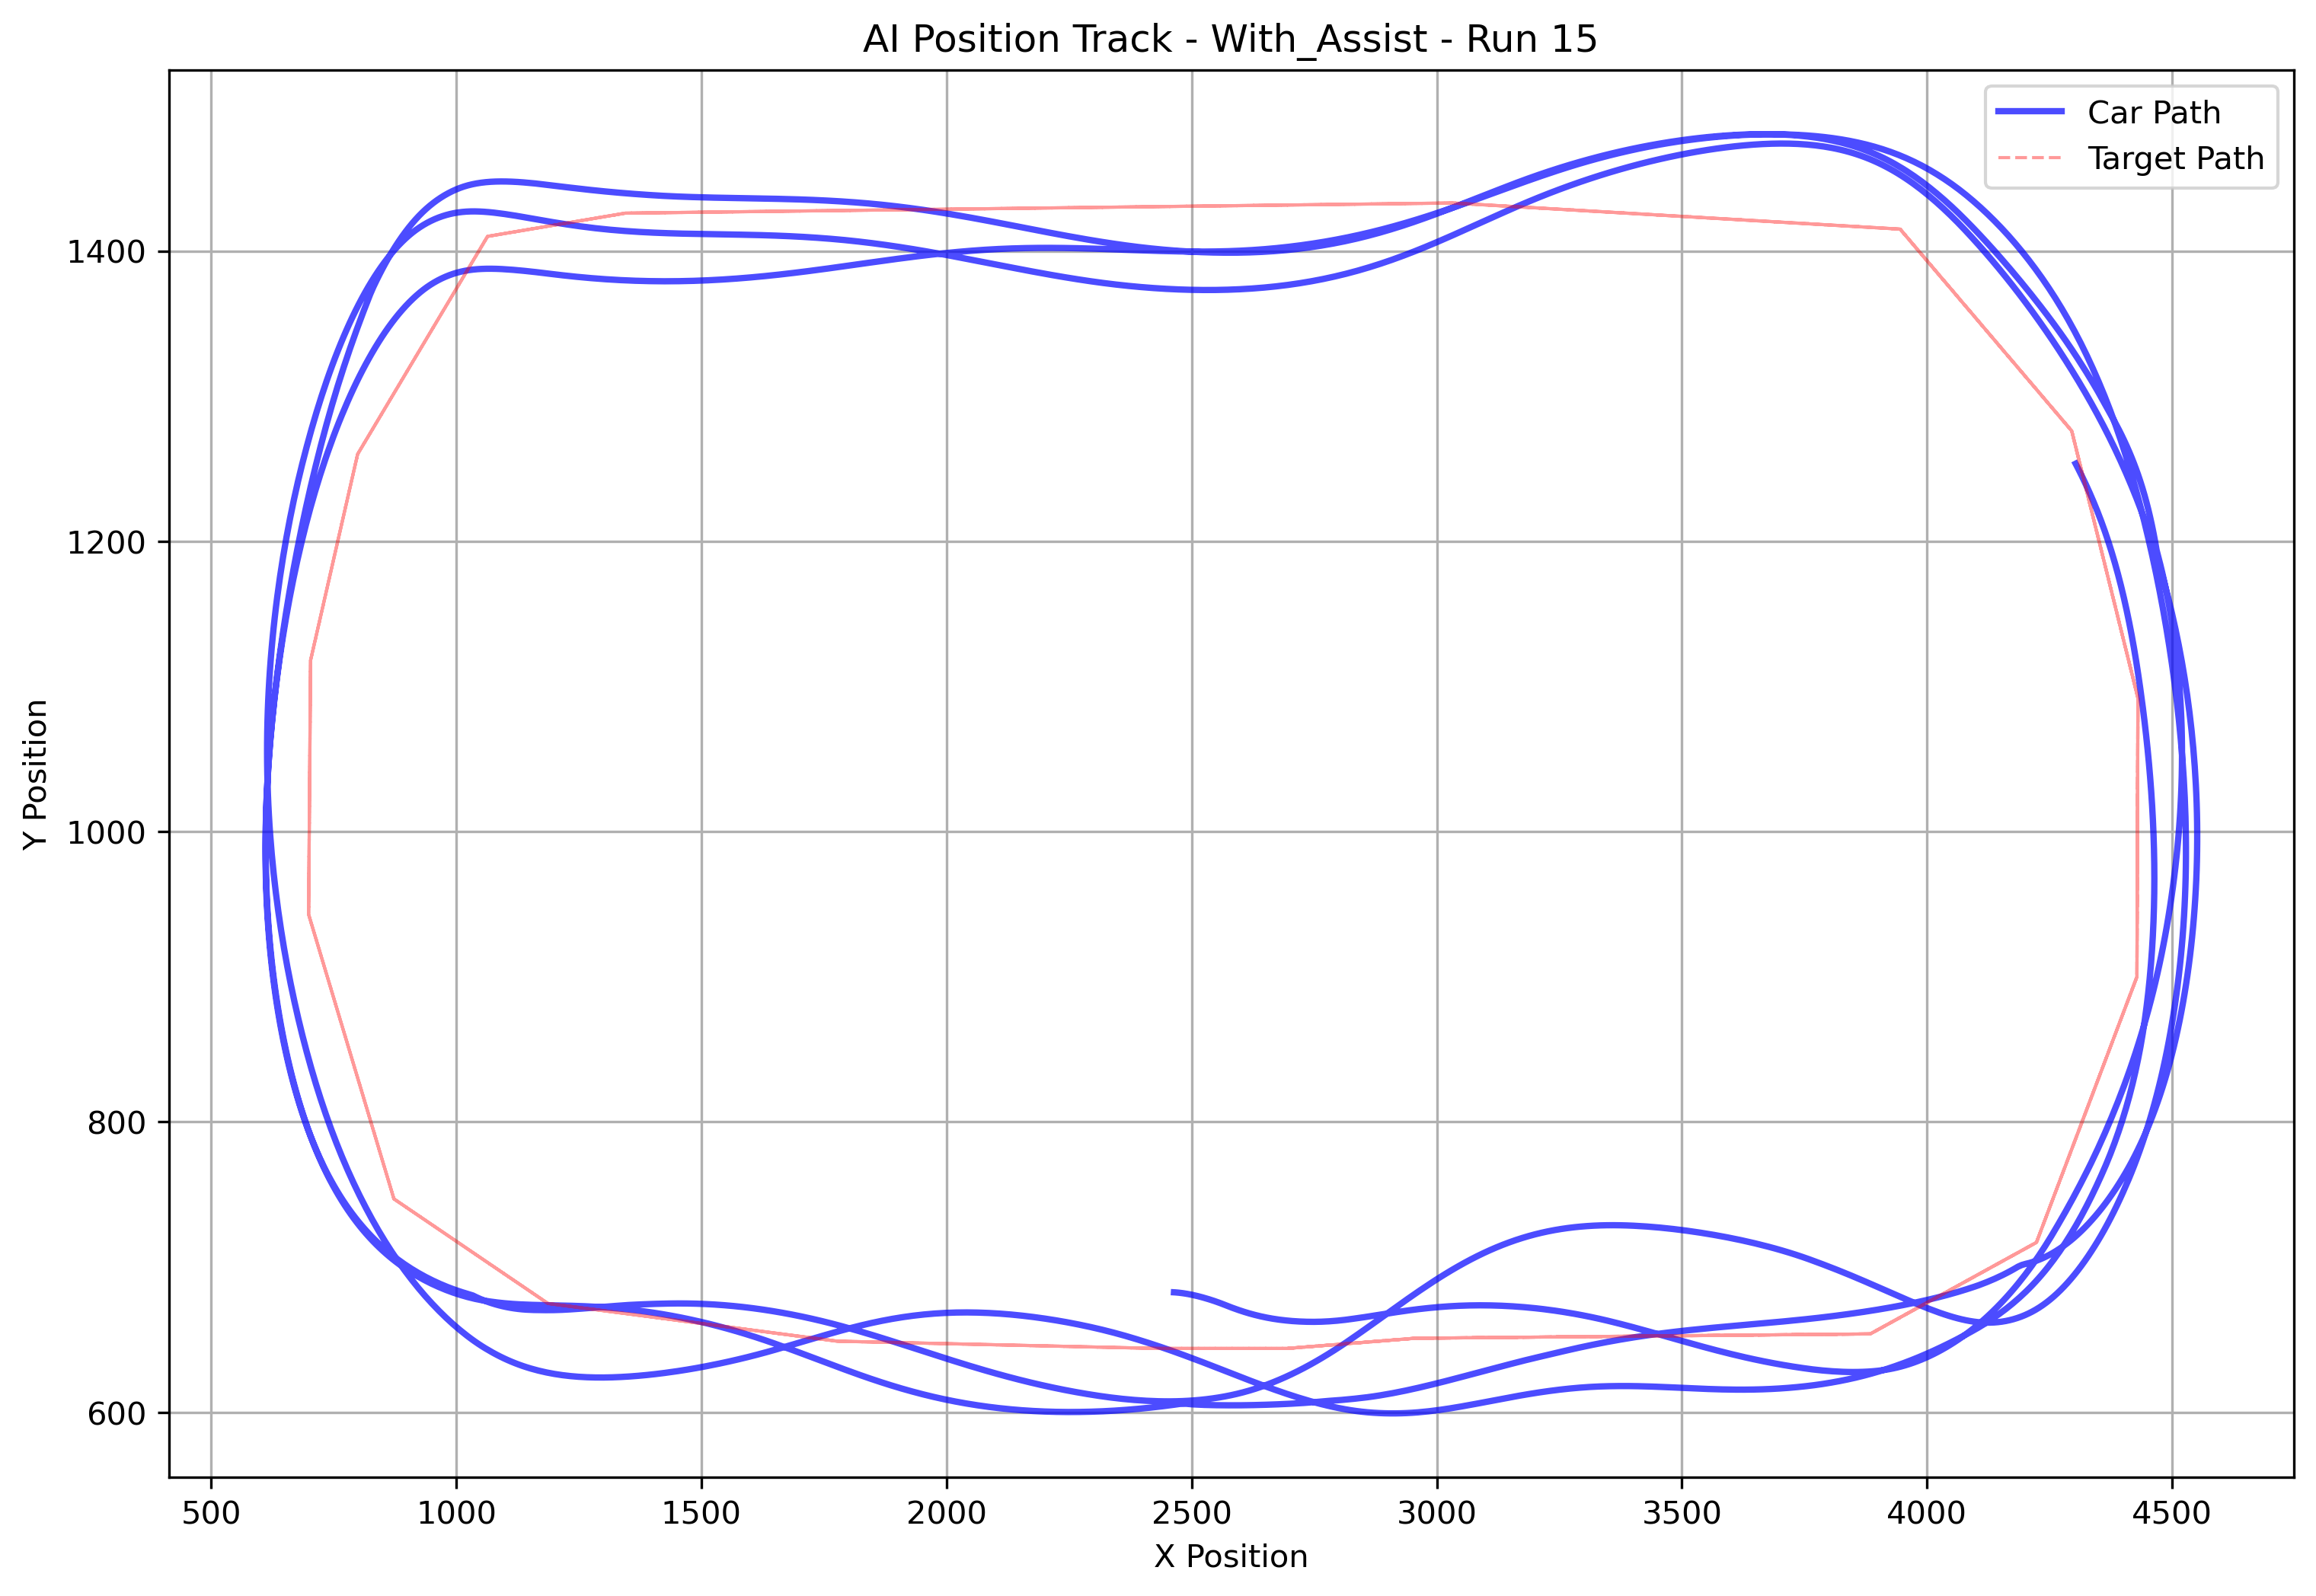 AI Position Track - With_Assist - Run 15
Car Path
Target Path
1400
1200
1000
800
600
Y Position
500 1000 1500 2000 2500 3000 3500 4000 4500
X Position